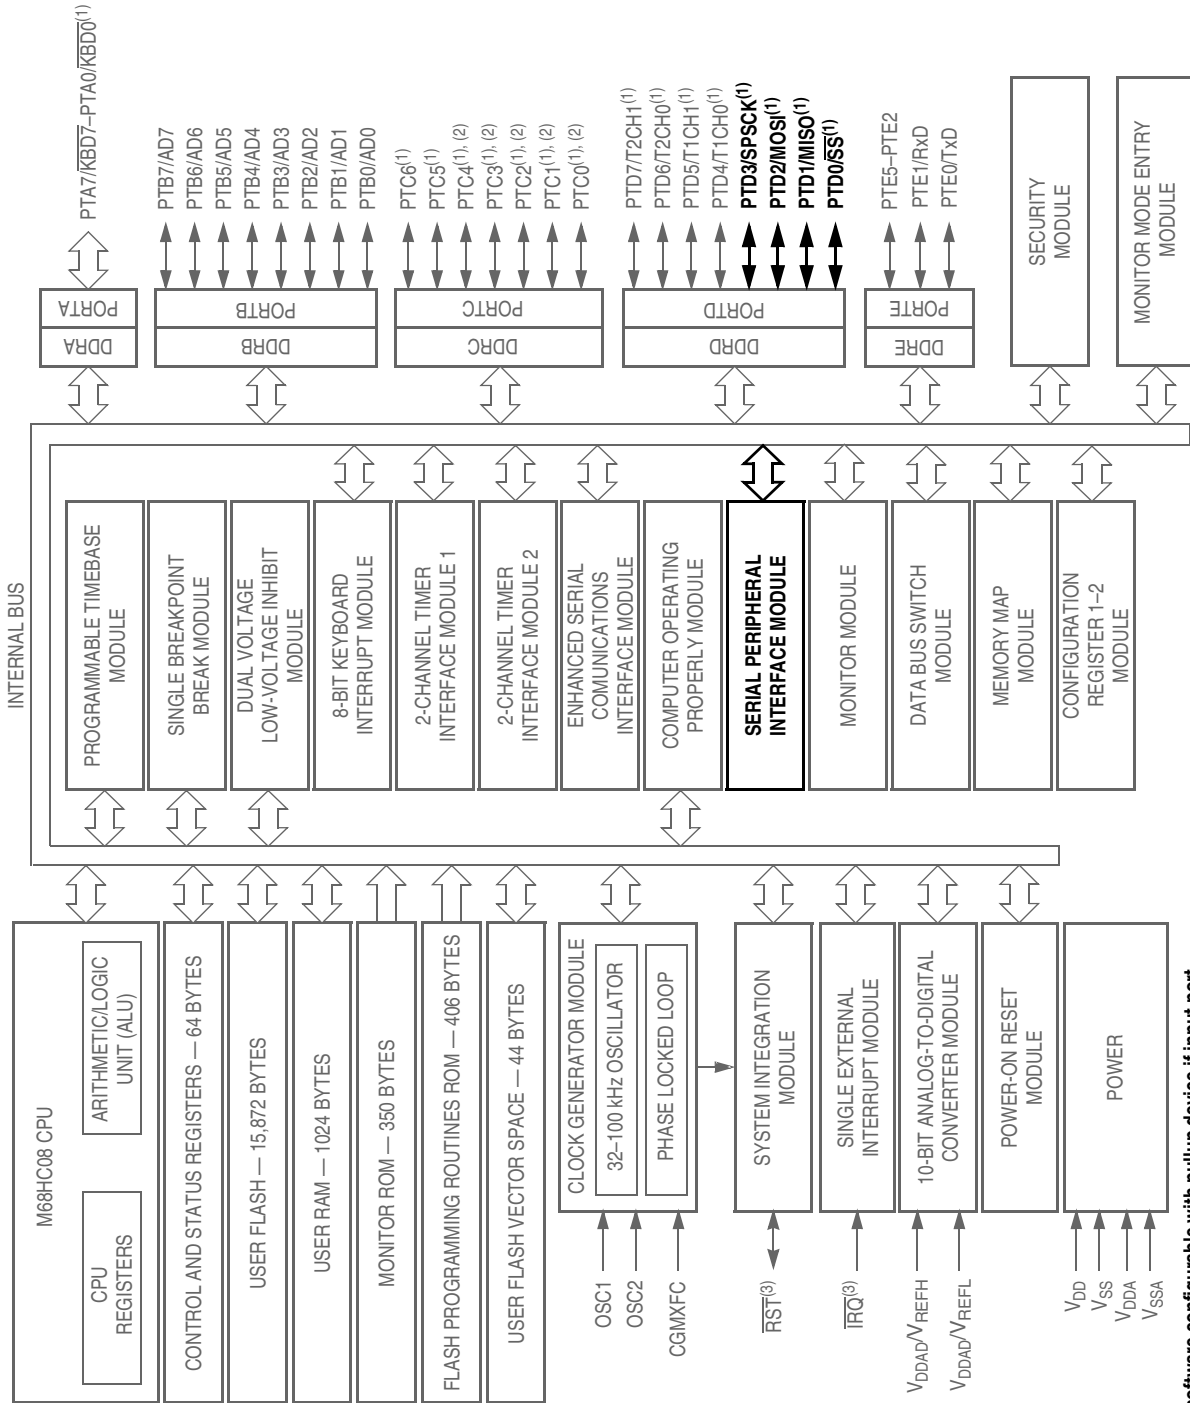 INTERNAL BUS
M68HC08 CPU
CPU
REGISTERS
ARITHMETIC/LOGIC
UNIT (ALU)
CONTROL AND STATUS REGISTERS — 64 BYTES
USER FLASH — 15,872 BYTES
USER RAM — 1024 BYTES
MONITOR ROM — 350 BYTES
FLASH PROGRAMMING ROUTINES ROM — 406 BYTES
USER FLASH VECTOR SPACE — 44 BYTES
CLOCK GENERATOR MODULE
32–100 kHz OSCILLATOR
PHASE LOCKED LOOP
OSC1
OSC2
CGMXFC
SYSTEM INTEGRATION
MODULE
RST(3)
SINGLE EXTERNAL
INTERRUPT MODULE
IRQ(3)
10-BIT ANALOG-TO-DIGITAL
CONVERTER MODULE
VDDAD/VREFH
VDDAD/VREFL
POWER-ON RESET
MODULE
POWER
VDD
VSS
VDDA
VSSA
PROGRAMMABLE TIMEBASE
MODULE
SINGLE BREAKPOINT
BREAK MODULE
DUAL VOLTAGE
LOW-VOLTAGE INHIBIT
MODULE
8-BIT KEYBOARD
INTERRUPT MODULE
2-CHANNEL TIMER
INTERFACE MODULE 1
2-CHANNEL TIMER
INTERFACE MODULE 2
ENHANCED SERIAL
COMUNICATIONS
INTERFACE MODULE
COMPUTER OPERATING
PROPERLY MODULE
SERIAL PERIPHERAL
INTERFACE MODULE
MONITOR MODULE
DATA BUS SWITCH
MODULE
MEMORY MAP
MODULE
CONFIGURATION
REGISTER 1–2
MODULE
DDRA
PORTA
PTA7/KBD7–PTA0/KBD0(1)
DDRB
PORTB
PTB7/AD7
PTB6/AD6
PTB5/AD5
PTB4/AD4
PTB3/AD3
PTB2/AD2
PTB1/AD1
PTB0/AD0
DDRC
PORTC
PTC6(1)
PTC5(1)
PTC4(1), (2)
PTC3(1), (2)
PTC2(1), (2)
PTC1(1), (2)
PTC0(1), (2)
DDRD
PORTD
PTD7/T2CH1(1)
PTD6/T2CH0(1)
PTD5/T1CH1(1)
PTD4/T1CH0(1)
PTD3/SPSCK(1)
PTD2/MOSI(1)
PTD1/MISO(1)
PTD0/SS(1)
DDRE
PORTE
PTE5–PTE2
PTE1/RxD
PTE0/TxD
SECURITY
MODULE
MONITOR MODE ENTRY
MODULE
software configurable with pullup device if input port